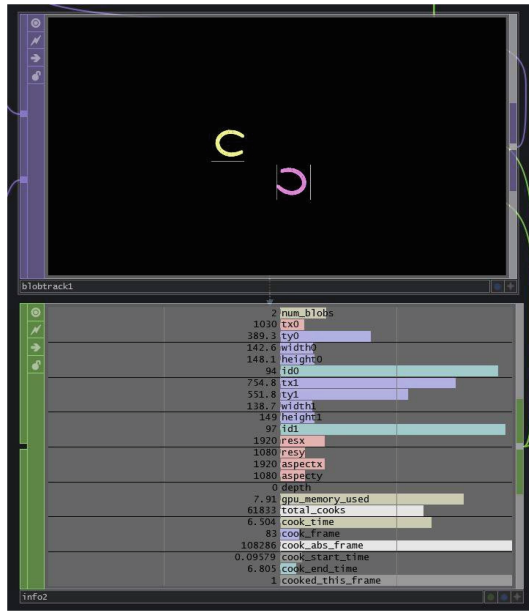 blobtrack1
2 num_blobs
1030 tx0
389.3 ty0
142.6 width0
148.1 height0
94 id0
754.8 tx1
551.8 ty1
138.7 width1
149 height1
97 id1
1920 resx
1080 resy
1920 aspectx
1080 aspecty
0 depth
7.91 gpu_memory_used
61833 total_cooks
6.504 cook_time
83 cook_frame
108286 cook_abs_frame
0.09579 cook_start_time
6.805 cook_end_time
1 cooked_this_frame
info2